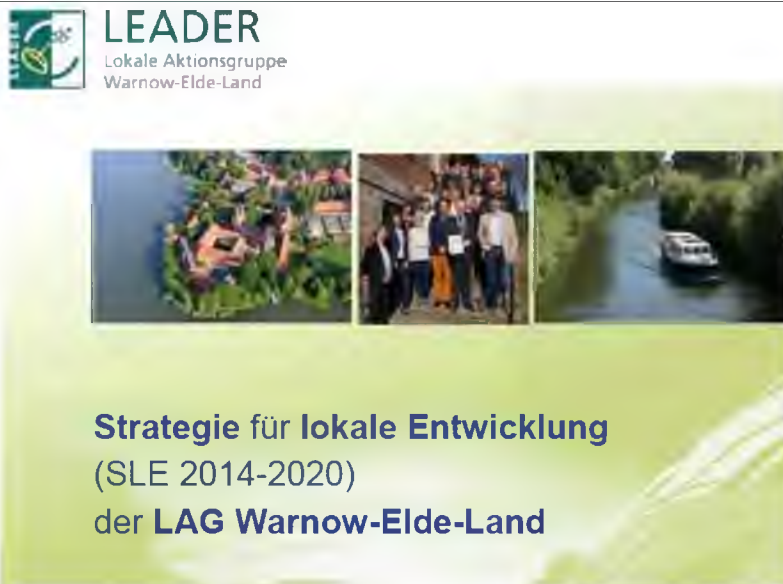 LEADER
Lokale Aktionsgruppe
Warnow-Elde-Land
Strategie für lokale Entwicklung
(SLE 2014-2020)
der LAG Warnow-Elde-Land